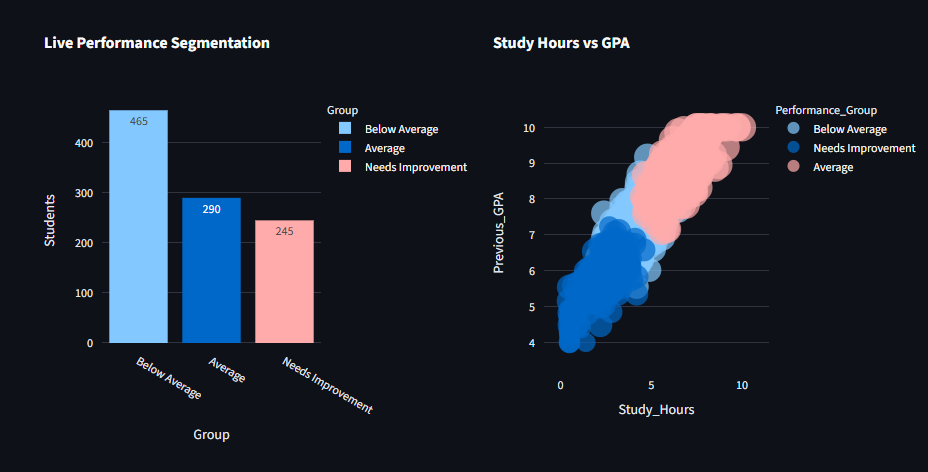 Live Performance Segmentation
Group
Below Average
Average
Needs Improvement
465
290
245
400
300
200
100
0
Students
Below Average
Average
Needs Improvement
Group
Study Hours vs GPA
Performance_Group
Below Average
Needs Improvement
Average
10
9
8
7
6
5
4
Previous_GPA
0
5
10
Study_Hours